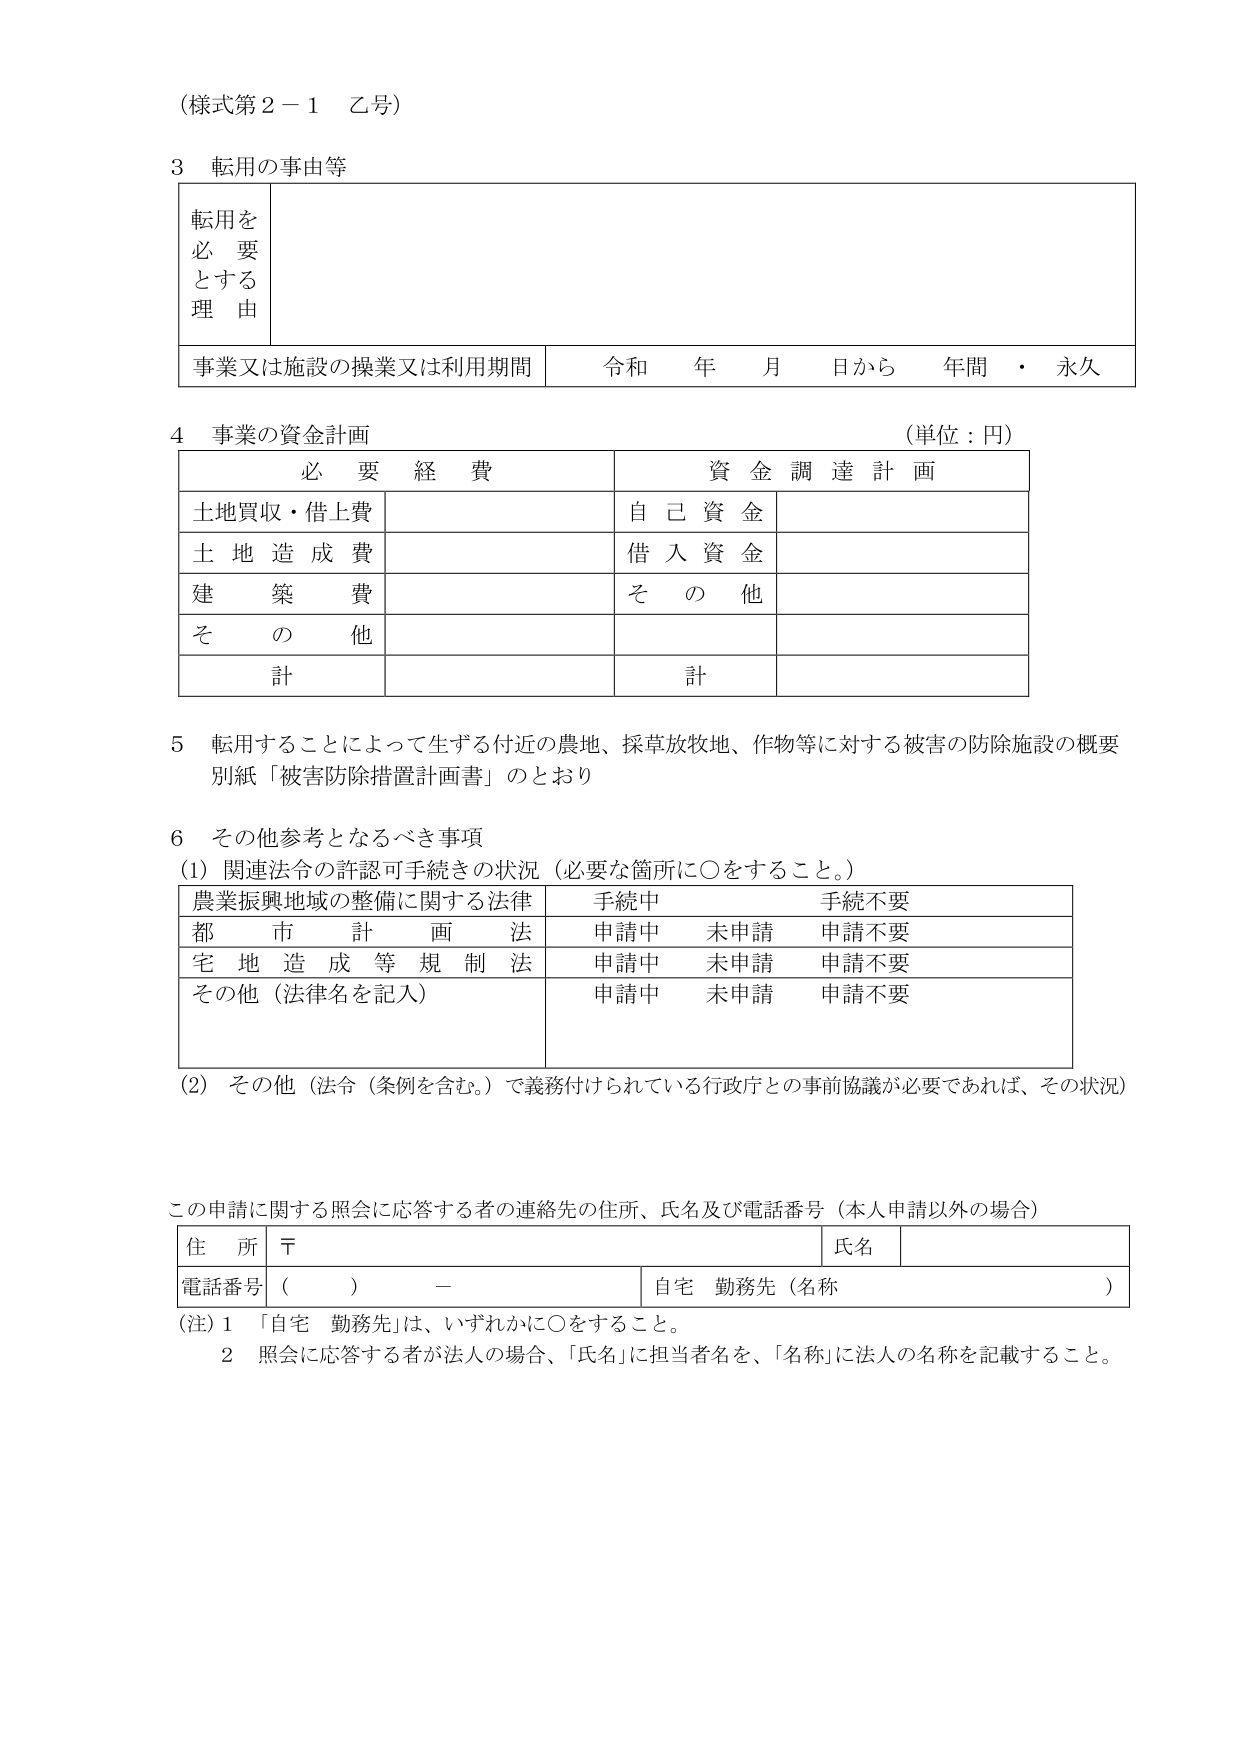 （様式第２－１　乙号）
３　転用の事由等
転用を
必　要
とする
理　由
事業又は施設の操業又は利用期間　令和　　年　　月　　日から　　年間　・　永久
４　事業の資金計画　（単位：円）
必　要　経　費　資　金　調　達　計　画
土地買収・借上費　自　己　資　金
土　地　造　成　費　借　入　資　金
建　築　費　そ　の　他
そ　の　他
計　計
５　転用することによって生ずる付近の農地、採草放牧地、作物等に対する被害の防除施設の概要
別紙「被害防除措置計画書」のとおり
６　その他参考となるべき事項
（1）関連法令の許認可手続きの状況（必要な箇所に〇をすること。）
農業振興地域の整備に関する法律　手続中　手続不要
都　市　計　画　法　申請中　未申請　申請不要
宅　地　造　成　等　規　制　法　申請中　未申請　申請不要
その他（法律名を記入）　申請中　未申請　申請不要
（2）　その他（法令（条例を含む。）で義務付けられている行政庁との事前協議が必要であれば、その状況）
この申請に関する照会に応答する者の連絡先の住所、氏名及び電話番号（本人申請以外の場合）
住　所　〒　氏名
電話番号（　　）　－　自宅　勤務先（名称　　）
（注）１　「自宅　勤務先」は、いずれかに〇をすること。
２　照会に応答する者が法人の場合、「氏名」に担当者名を、「名称」に法人の名称を記載すること。